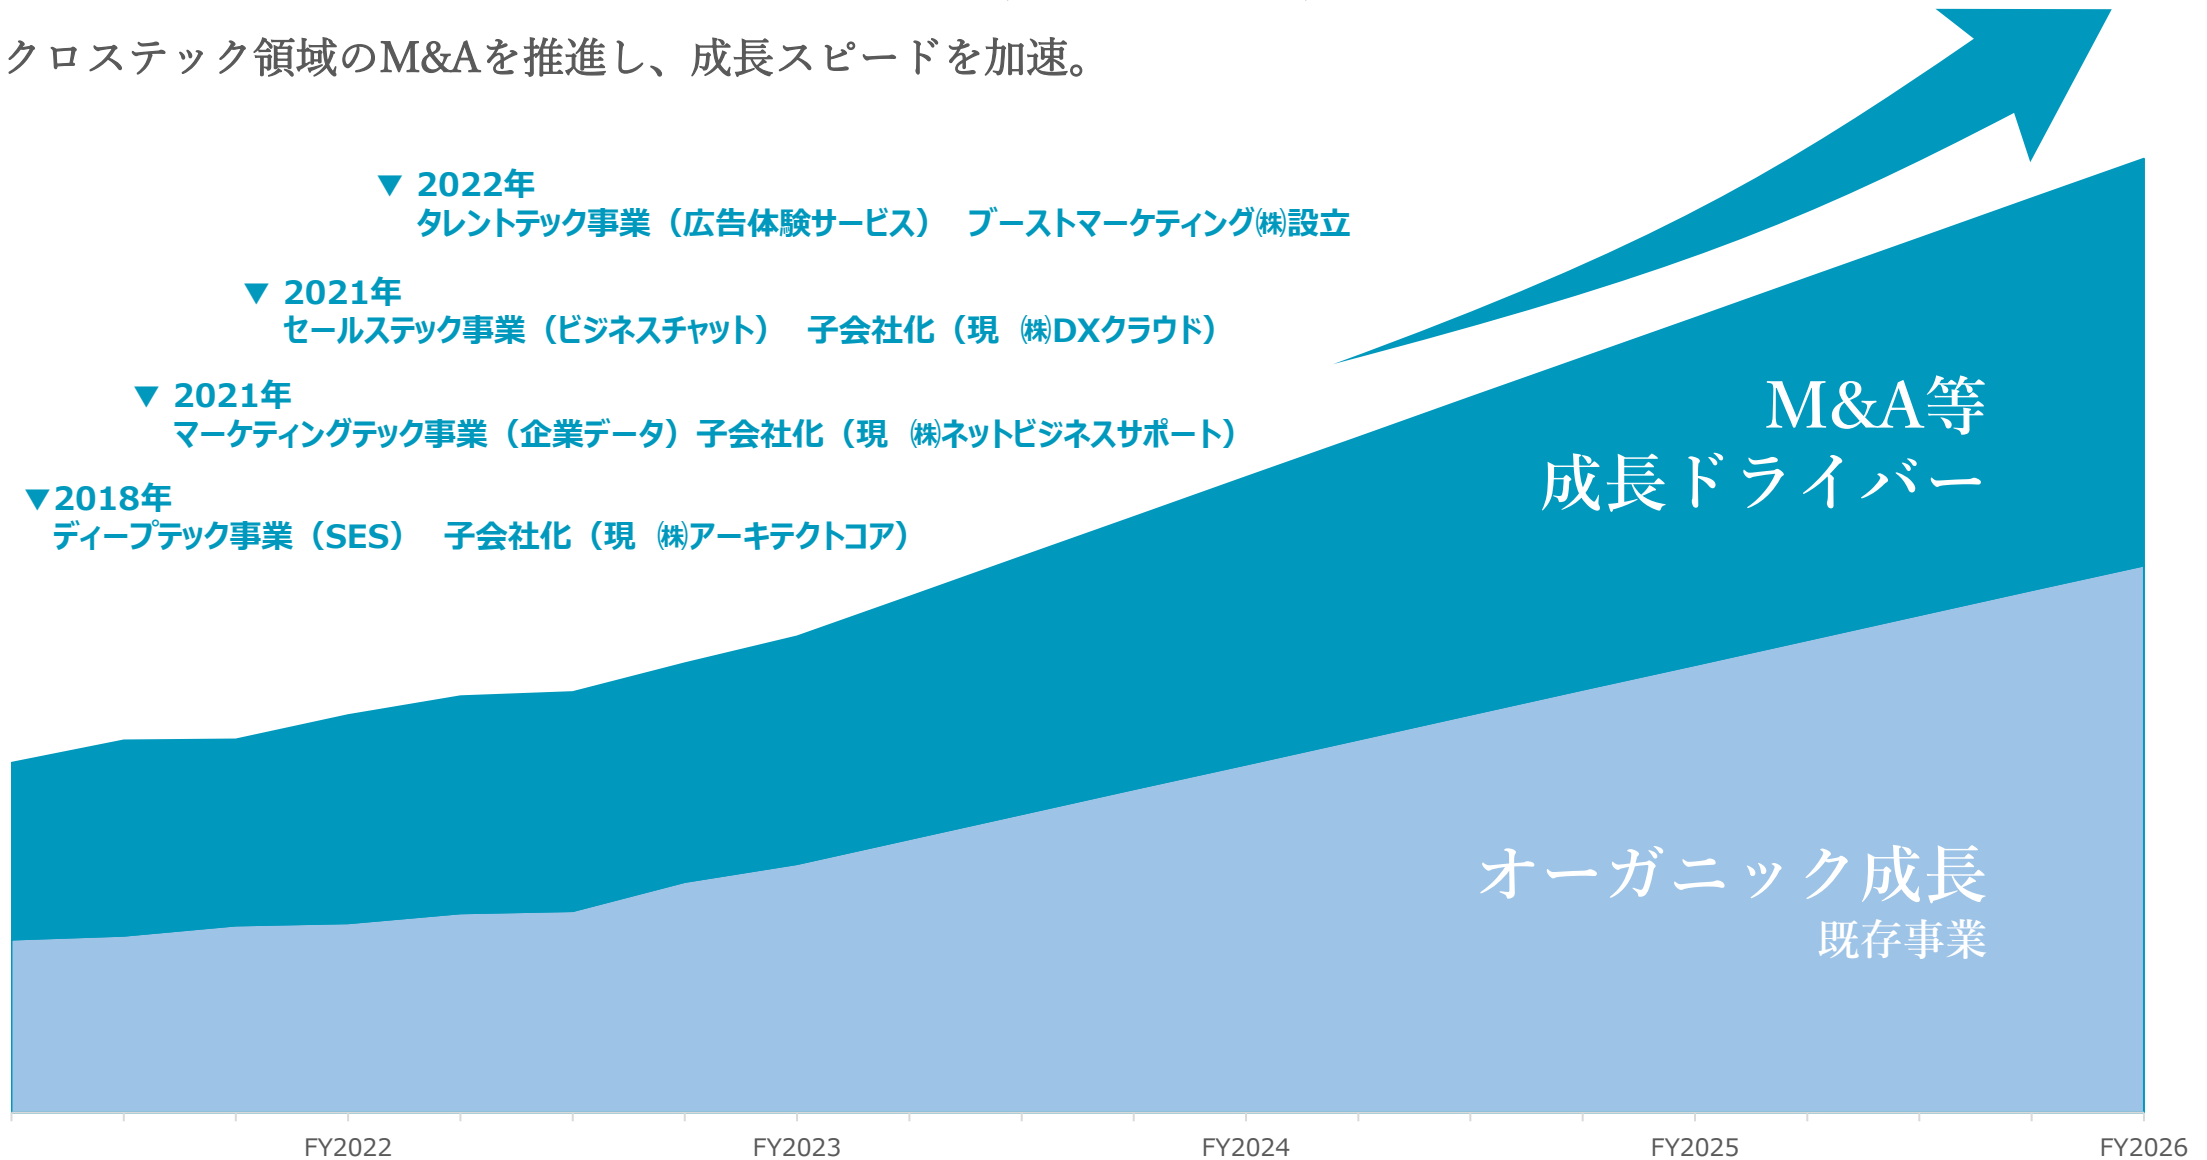 クロステック領域のM&Aを推進し、成長スピードを加速。
▼ 2022年
タレントテック事業（広告体験サービス）　ブーストマーケティング㈱設立
▼ 2021年
セールステック事業（ビジネスチャット）　子会社化（現　㈱DXクラウド）
▼ 2021年
マーケティングテック事業（企業データ）子会社化（現　㈱ネットビジネスサポート）
▼2018年
ディープテック事業（SES）　子会社化（現　㈱アーキテクトコア）
M&A等
成長ドライバー
オーガニック成長
既存事業
FY2022 FY2023 FY2024 FY2025 FY2026